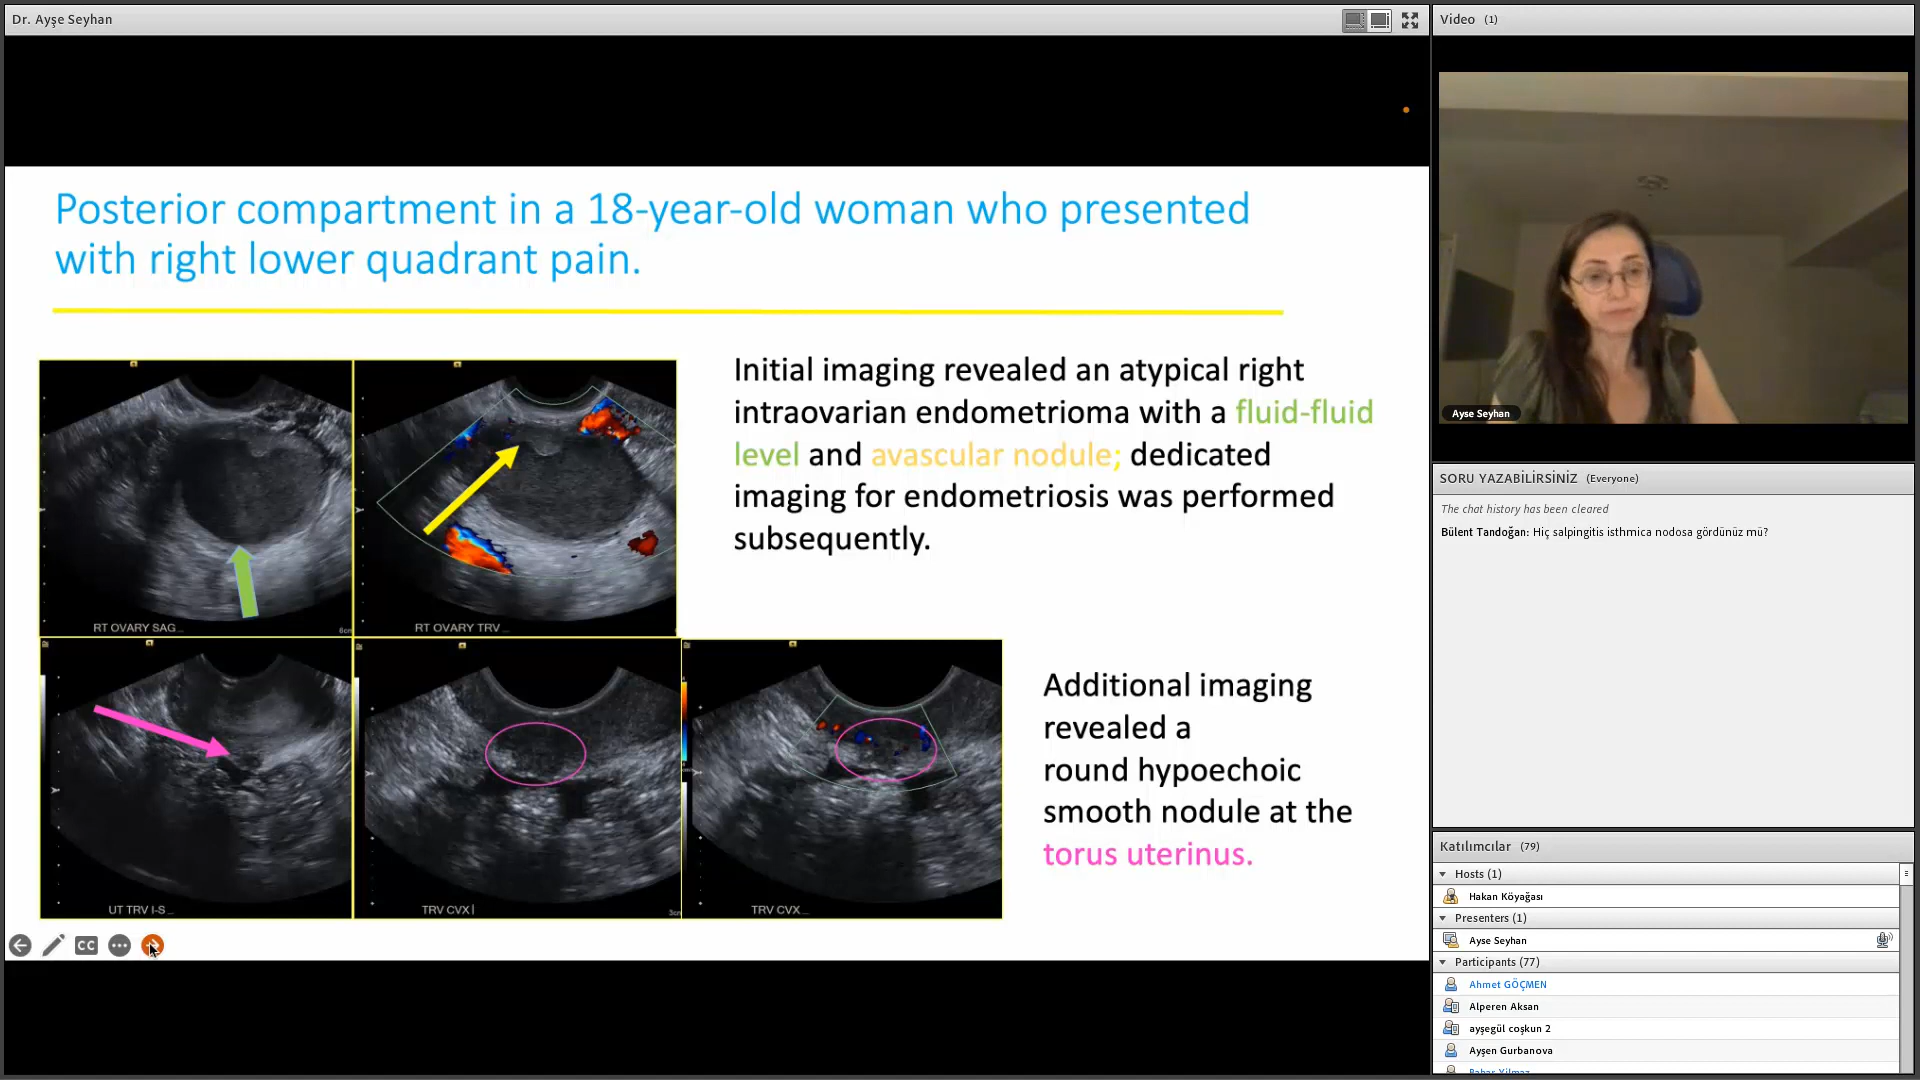 Dr. Ayşe Seyhan
Posterior compartment in a 18-year-old woman who presented
with right lower quadrant pain.
RT OVARY SAG
6cm
RT OVARY TRV
Initial imaging revealed an atypical right
intraovarian endometrioma with a fluid-fluid
level and avascular nodule; dedicated
imaging for endometriosis was performed
subsequently.
UT TRV I-S
TRV CVX
3cm
TRV CVX
Additional imaging
revealed a
round hypoechoic
smooth nodule at the
torus uterinus.
CC
Video (1)
Ayse Seyhan
SORU YAZABİLİRSİNİZ (Everyone)
The chat history has been cleared
Bülent Tandoğan: Hiç salpingitis isthmica nodosa gördünüz mü?
Katılımcılar (79)
Hosts (1)
Hakan Köyağası
Presenters (1)
Ayse Seyhan
Participants (77)
Ahmet GÖÇMEN
Alperen Aksan
ayşegül coşkun 2
Ayşen Gurbanova